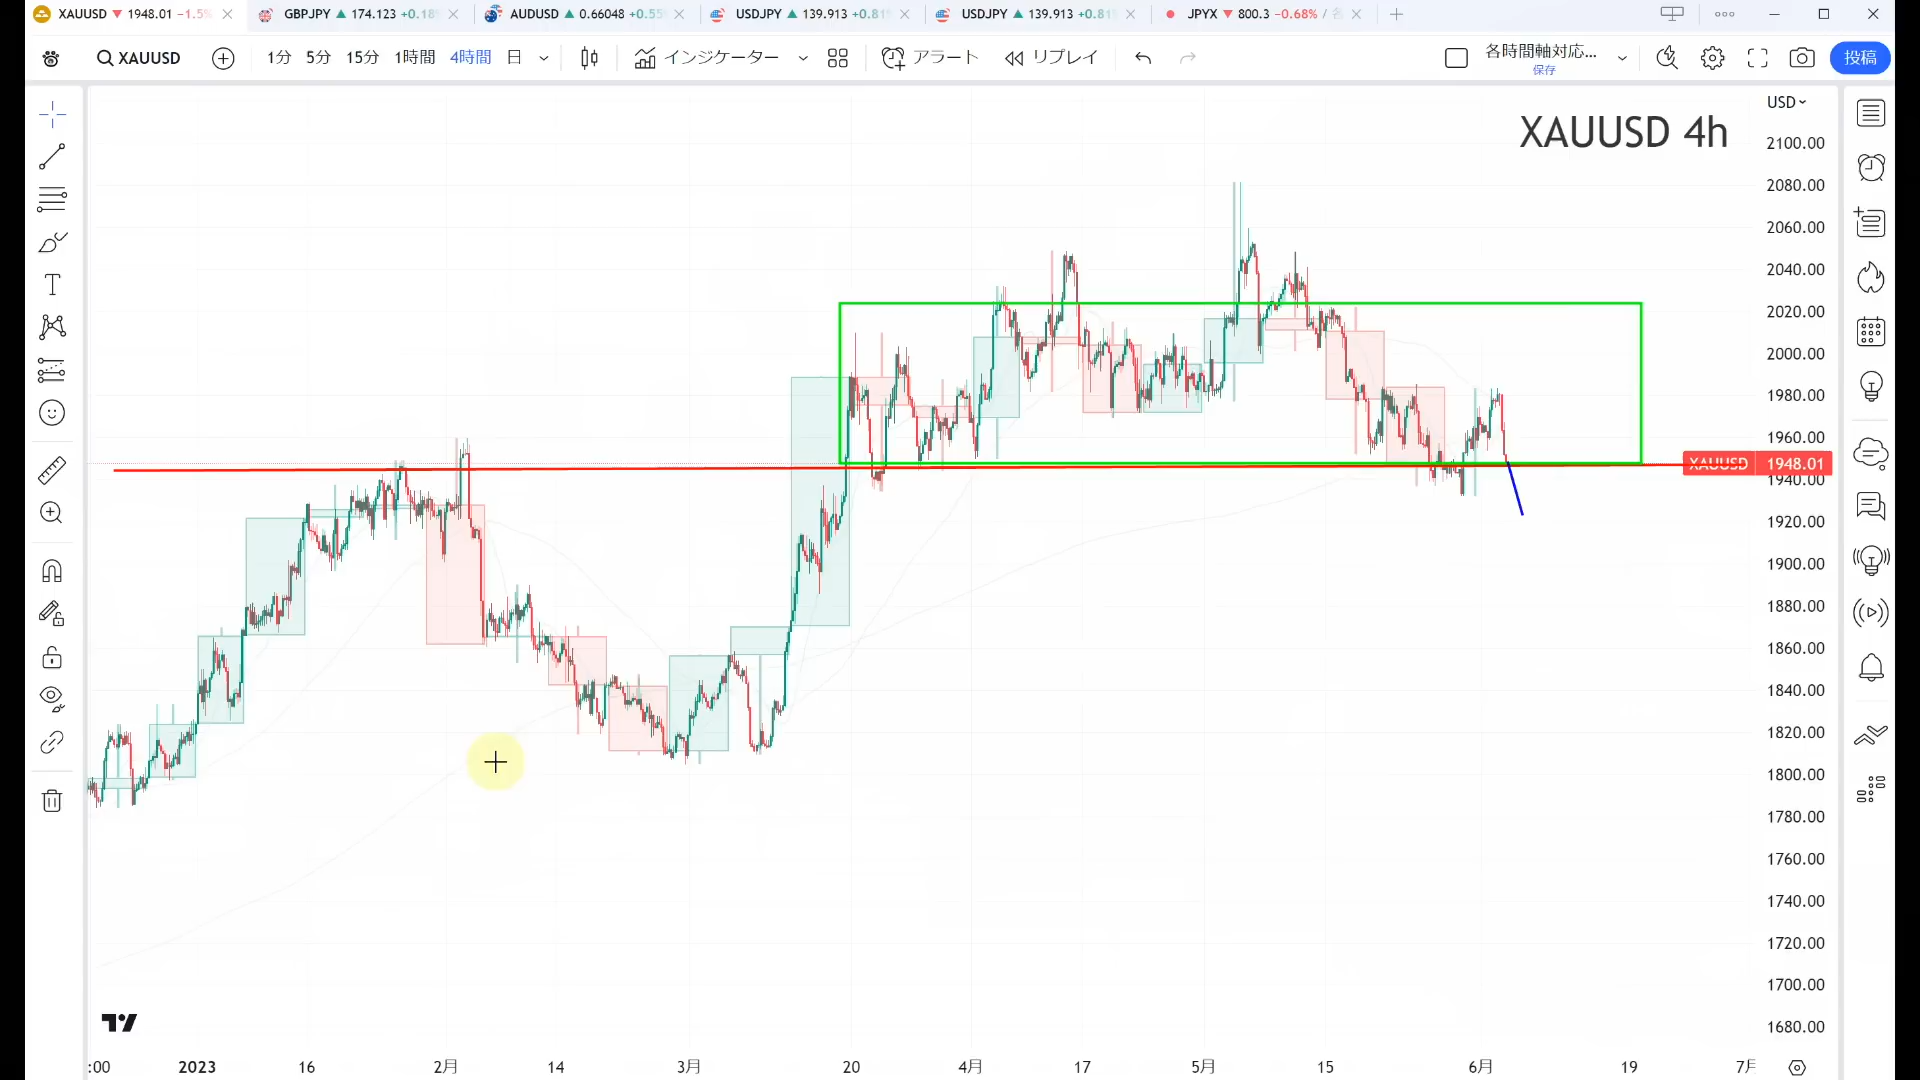 XAUUSD ▼ 1948.01 −1.5%
GBPJPY ▲ 174.123 +0.18
AUDUSD ▲ 0.66048 +0.55
USDJPY ▲ 139.913 +0.81
USDJPY ▲ 139.913 +0.81
JPYX ▼ 800.3 −0.68% /
XAUUSD
1分 5分 15分 1時間 4時間 日
インジケーター
アラート
リプレイ
各時間軸対応...
保存
投稿
XAUUSD 4h
USD
2100.00
2080.00
2060.00
2040.00
2020.00
2000.00
1980.00
1960.00
XAUUSD 1948.01
1940.00
1920.00
1900.00
1880.00
1860.00
1840.00
1820.00
1800.00
1780.00
1760.00
1740.00
1720.00
1700.00
1680.00
:00 2023 16 2月 14 3月 20 4月 17 5月 15 6月 19 7月